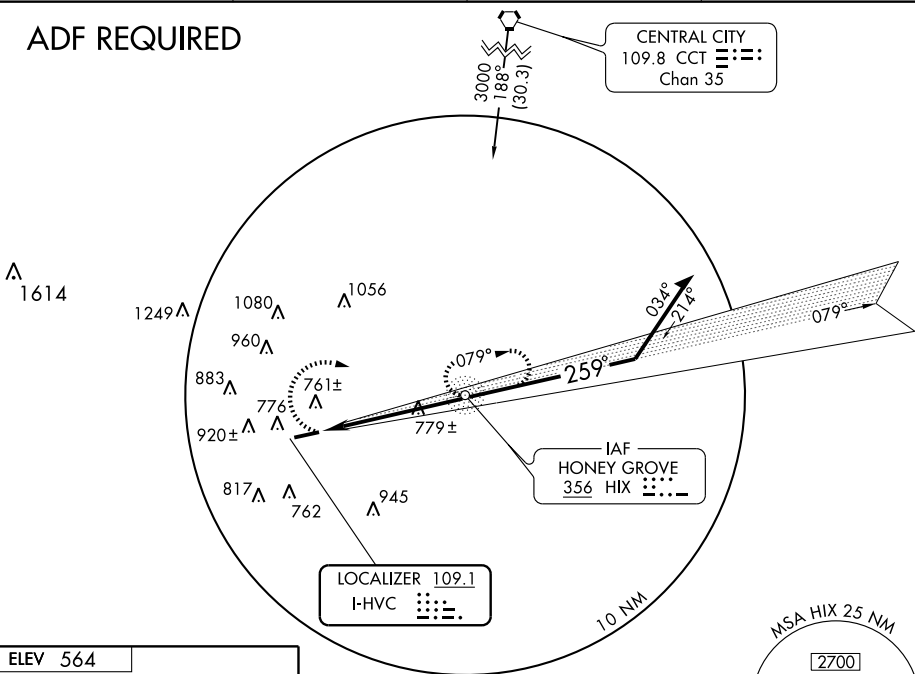 ADF REQUIRED
CENTRAL CITY
109.8 CCT
Chan 35
3000
188°
(30.3)
1614
1249
1080
1056
960
034°
214°
079°
079°
259°
883
761±
776
779±
920±
IAF
HONEY GROVE
356 HIX
817
762
945
LOCALIZER 109.1
I-HVC
10 NM
MSA HIX 25 NM
2700
ELEV 564